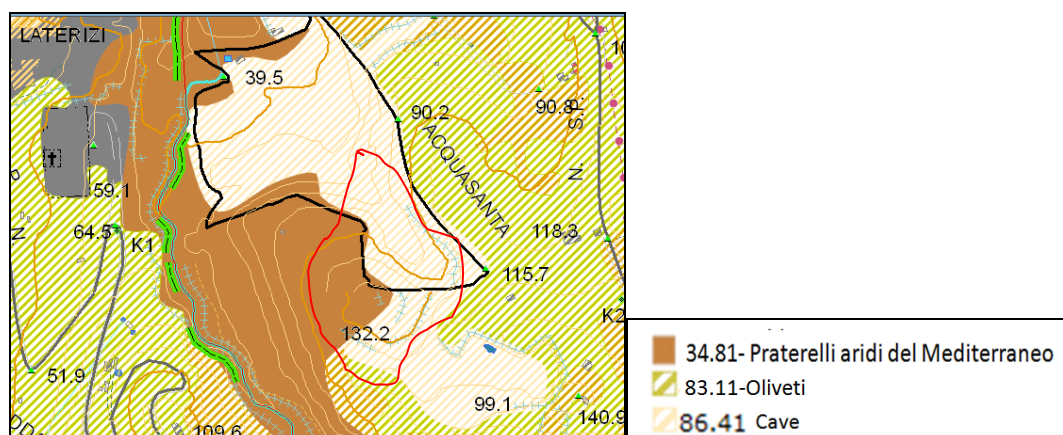 LATERIZI
39.5
90.2
90.8
S.P.
N.
ACQUASANTA
59.1
64.5
K1
N
118.3
115.7
K2
132.2
51.9
99.1
140.9
109.6
34.81- Praterelli aridi del Mediterraneo
83.11-Oliveti
86.41 Cave